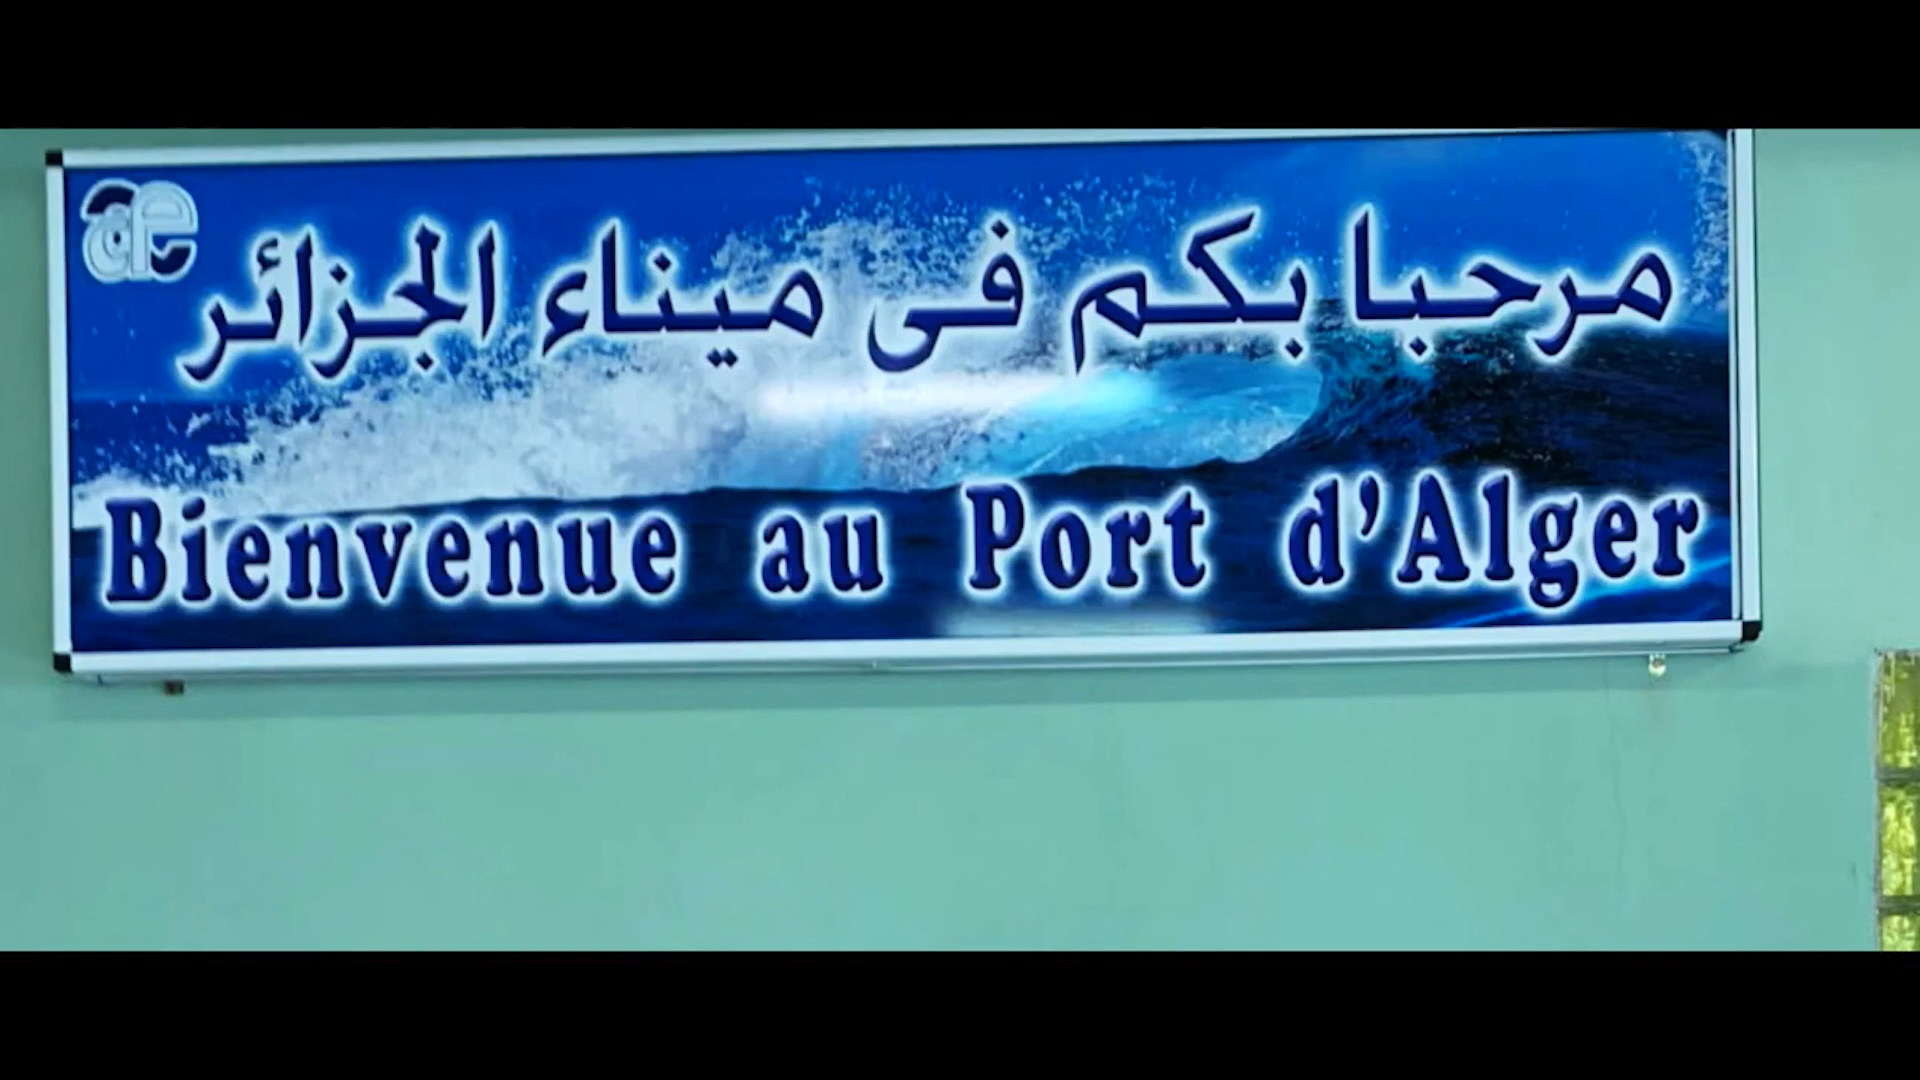 مرحبا بكم فى ميناء الجزائر
Bienvenue au Port d'Alger